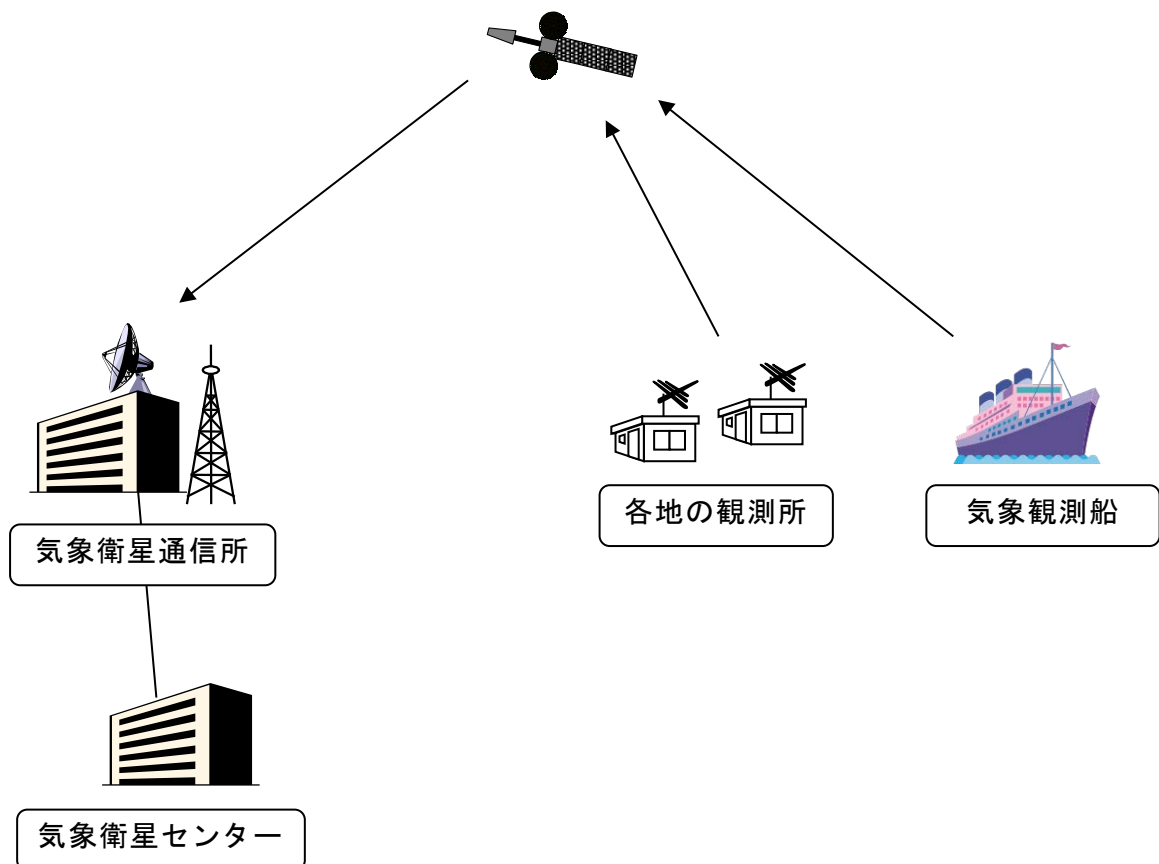 各地の観測所
気象観測船
気象衛星通信所
気象衛星センター